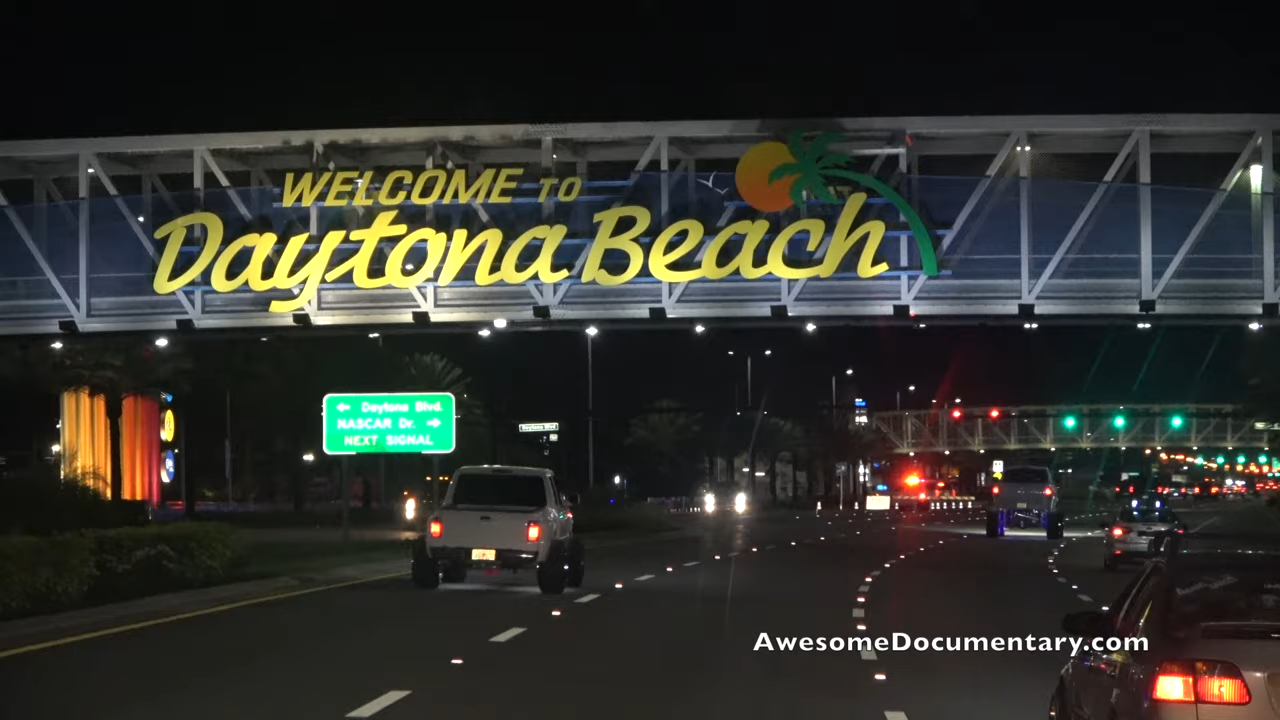 WELCOME TO
Daytona Beach
← Daytona Blvd.
NASCAR Dr. →
NEXT SIGNAL
AwesomeDocumentary.com